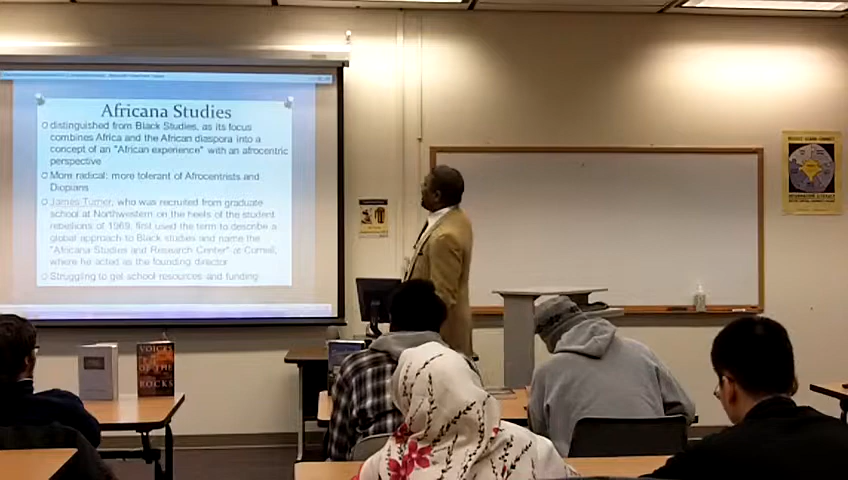 Africana Studies
distinguished from Black Studies, as its focus
combines Africa and the African diaspora into a
concept of an "African experience" with an afrocentric
perspective
More radical; more tolerant of Afrocentrists and
Diopians
James Turner, who was recruited from graduate
school at Northwestern on the heels of the student
rebellions of 1969, first used the term to describe a
global approach to Black studies and name the
"Africana Studies and Research Center" at Cornell,
where he acted as the founding director
Struggling to get school resources and funding
VOICES
OF THE
ROCKS